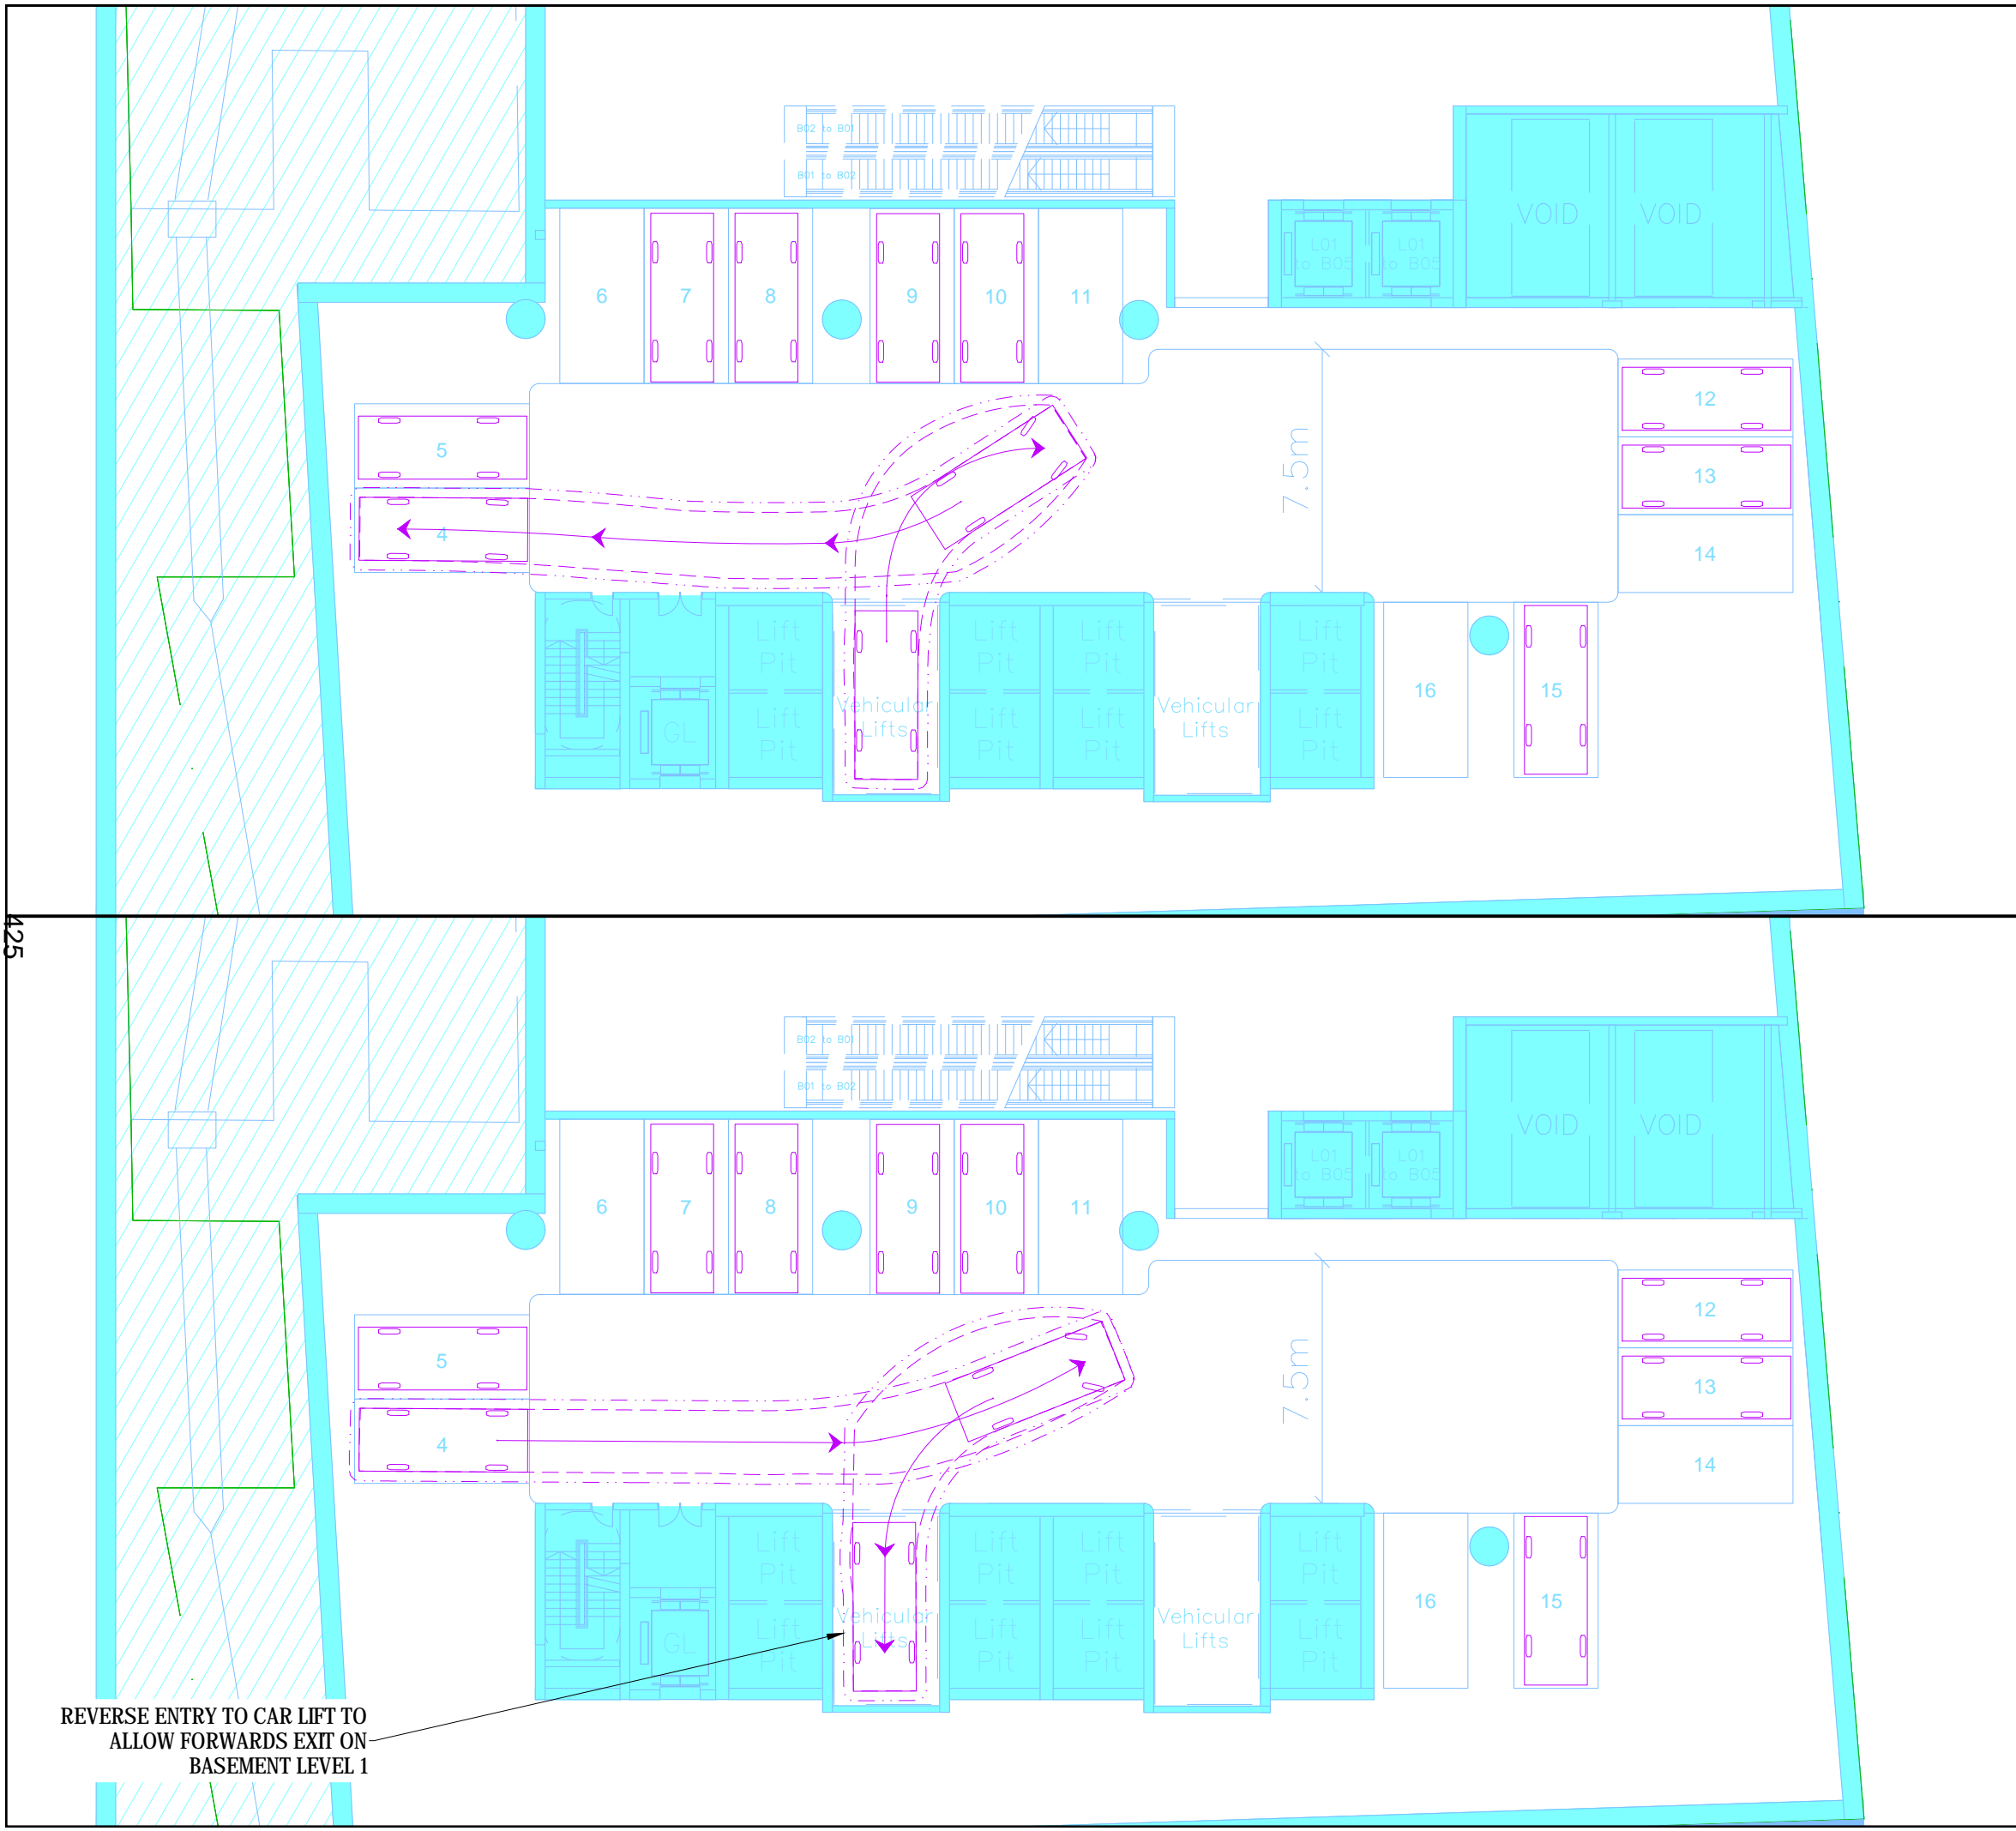 B02 to B01
B01 to B02
VOID
VOID
L01
to B05
L01
to B05
6
7
8
9
10
11
12
5
7.5m
13
4
14
Lift
Pit
Lift
Pit
Lift
Pit
Lift
Pit
16
15
Vehicular
Lifts
Vehicular
Lifts
GL
Lift
Pit
Lift
Pit
Lift
Pit
Lift
Pit
425
B02 to B01
B01 to B02
VOID
VOID
L01
to B05
L01
to B05
6
7
8
9
10
11
12
5
7.5m
13
4
14
Lift
Pit
Lift
Pit
Lift
Pit
Lift
Pit
16
15
Vehicular
Lifts
Vehicular
Lifts
GL
Lift
Pit
Lift
Pit
Lift
Pit
Lift
Pit
REVERSE ENTRY TO CAR LIFT TO
ALLOW FORWARDS EXIT ON
BASEMENT LEVEL 1